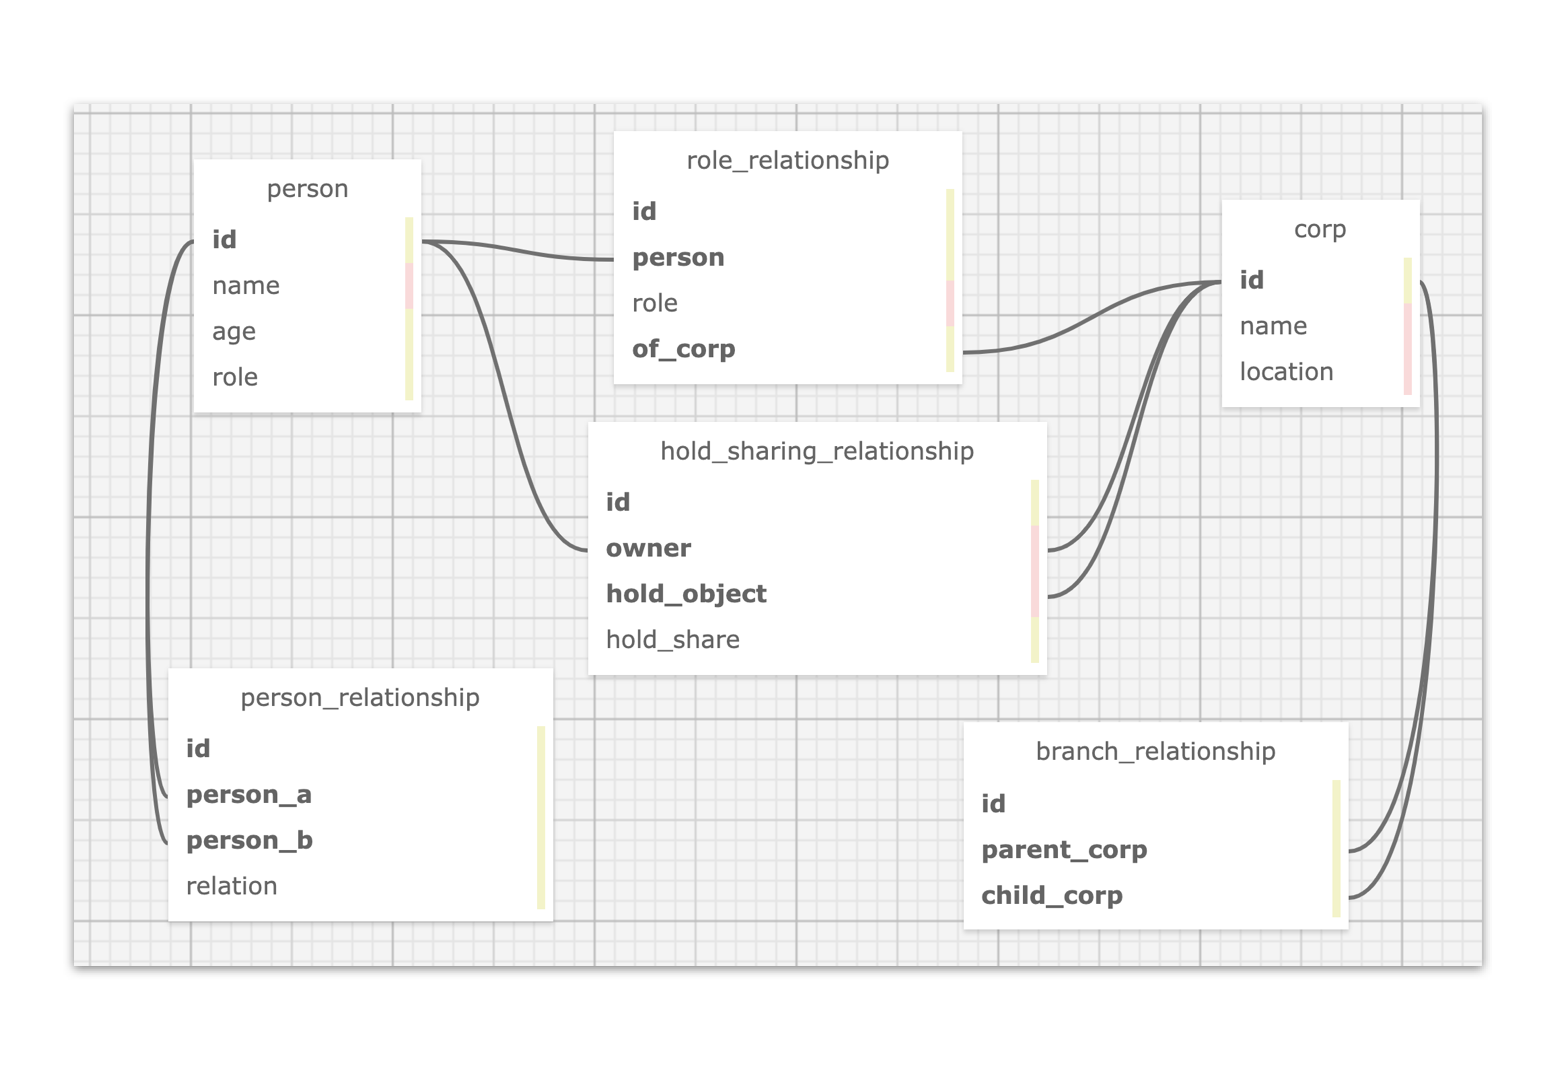 person
id
name
age
role
role_relationship
id
person
role
of_corp
corp
id
name
location
hold_sharing_relationship
id
owner
hold_object
hold_share
person_relationship
id
person_a
person_b
relation
branch_relationship
id
parent_corp
child_corp